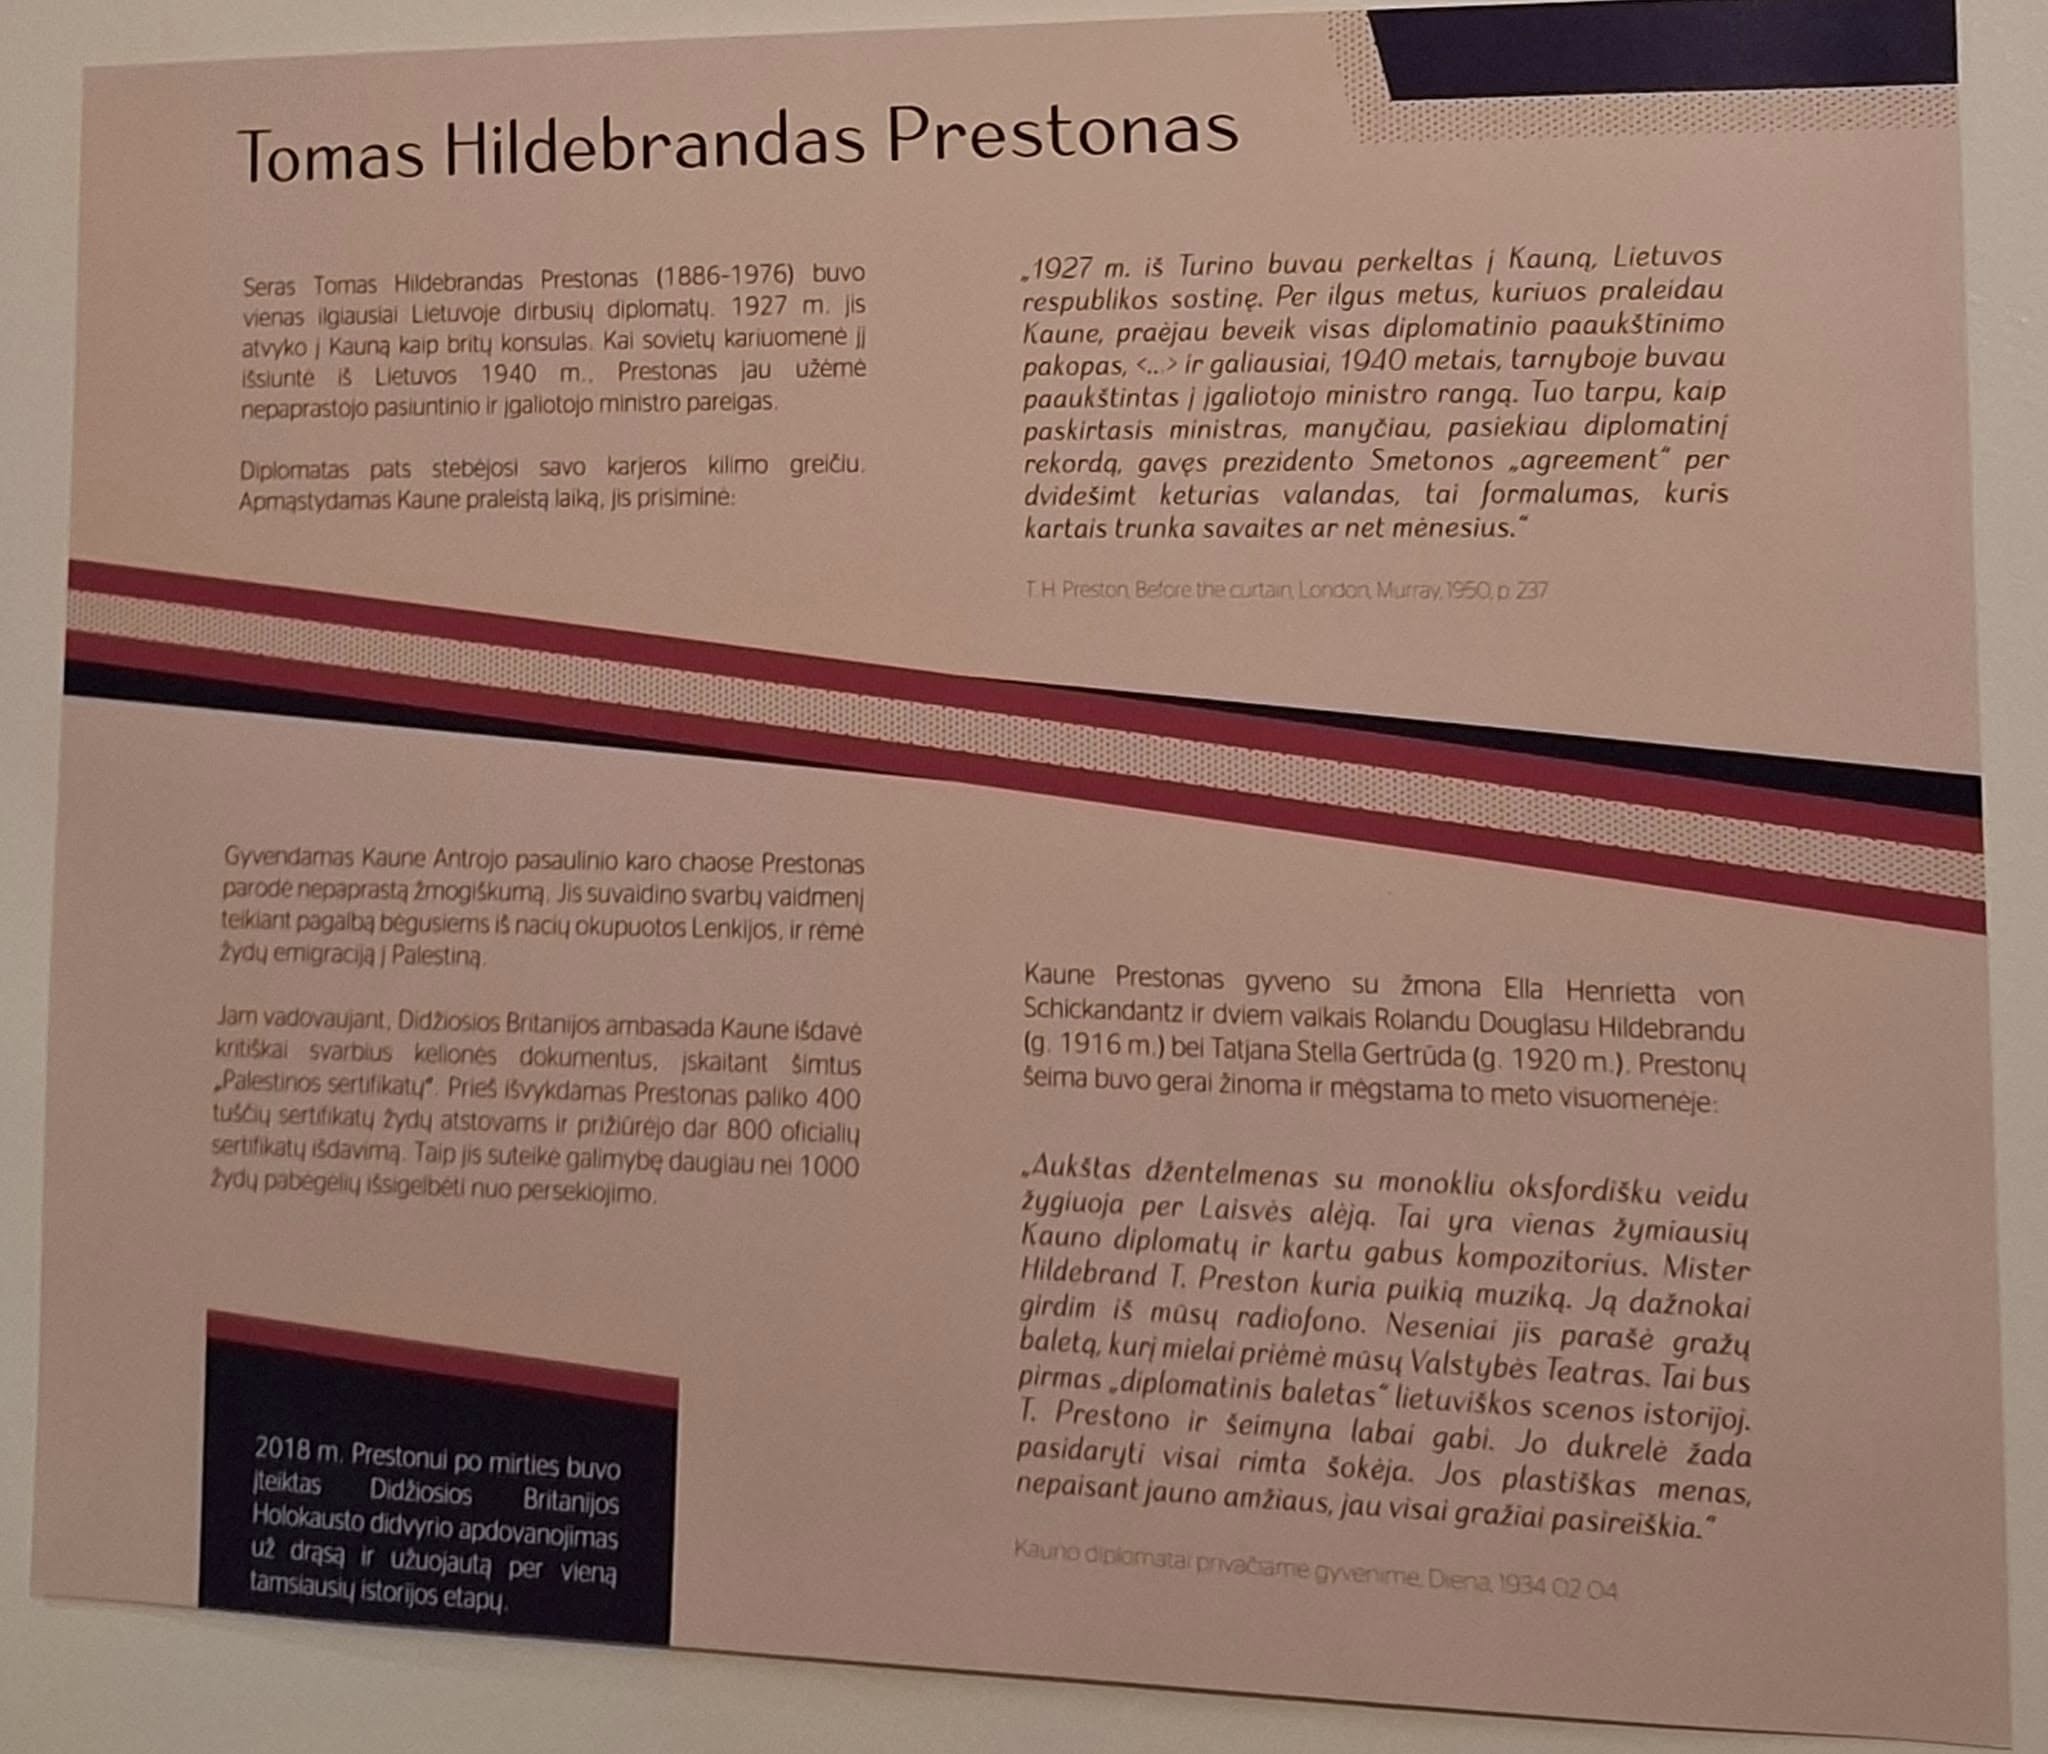 Tomas Hildebrandas Prestonas
Seras Tomas Hildebrandas Prestonas (1886-1976) buvo
vienas ilgiausiai Lietuvoje dirbusių diplomatų. 1927 m. jis
atvyko į Kauną kaip britų konsulas. Kai sovietų kariuomenė jį
išsiuntė iš Lietuvos 1940 m., Prestonas jau užėmė
nepaprastojo pasiuntinio ir įgaliotojo ministro pareigas.
Diplomatas pats stebėjosi savo karjeros kilimo greičiu.
Apmąstydamas Kaune praleistą laiką, jis prisiminė:
„1927 m. iš Turino buvau perkeltas į Kauną, Lietuvos
respublikos sostinę. Per ilgus metus, kuriuos praleidau
Kaune, praėjau beveik visas diplomatinio paaukštinimo
pakopas, <...> ir galiausiai, 1940 metais, tarnyboje buvau
paaukštintas į įgaliotojo ministro rangą. Tuo tarpu, kaip
paskirtasis ministras, manyčiau, pasiekiau diplomatinį
rekordą, gavęs prezidento Smetonos „agreement“ per
dvidešimt keturias valandas, tai formalumas, kuris
kartais trunka savaites ar net mėnesius.“
T.H. Preston, Before the curtain, London, Murray, 1950, p. 237
Gyvendamas Kaune Antrojo pasaulinio karo chaose Prestonas
parodė nepaprastą žmogiškumą. Jis suvaidino svarbų vaidmenį
teikiant pagalbą bėgusiems iš nacių okupuotos Lenkijos, ir rėmė
žydų emigraciją į Palestiną.
Jam vadovaujant, Didžiosios Britanijos ambasada Kaune išdavė
kritiškai svarbius kelionės dokumentus, įskaitant šimtus
„Palestinos sertifikatų“. Prieš išvykdamas Prestonas paliko 400
tuščių sertifikatų žydų atstovams ir prižiūrėjo dar 800 oficialių
sertifikatų išdavimą. Taip jis suteikė galimybę daugiau nei 1000
žydų pabėgėlių išsigelbėti nuo persekiojimo.
2018 m. Prestonui po mirties buvo
įteiktas Didžiosios Britanijos
Holokausto didvyrio apdovanojimas
už drąsą ir užuojautą per vieną
tamsiausių istorijos etapų.
Kaune Prestonas gyveno su žmona Ella Henrietta von
Schickandantz ir dviem vaikais Rolandu Douglasu Hildebrandu
(g. 1916 m.) bei Tatjana Stella Gertrūda (g. 1920 m.). Prestonų
šeima buvo gerai žinoma ir mėgstama to meto visuomenėje:
„Aukštas džentelmenas su monokliu oksfordišku veidu
žygiuoja per Laisvės alėją. Tai yra vienas žymiausių
Kauno diplomatų ir kartu gabus kompozitorius. Mister
Hildebrand T. Preston kuria puikią muziką. Ją dažnokai
girdim iš mūsų radiofono. Neseniai jis parašė gražų
baletą, kurį mielai priėmė mūsų Valstybės Teatras. Tai bus
pirmas „diplomatinis baletas“ lietuviškos scenos istorijoj.
T. Prestono ir šeimyna labai gabi. Jo dukrelė žada
pasidaryti visai rimta šokėja. Jos plastiškas menas,
nepaisant jauno amžiaus, jau visai gražiai pasireiškia.“
Kauno diplomatai privačiame gyvenime, Diena, 1934 02 04